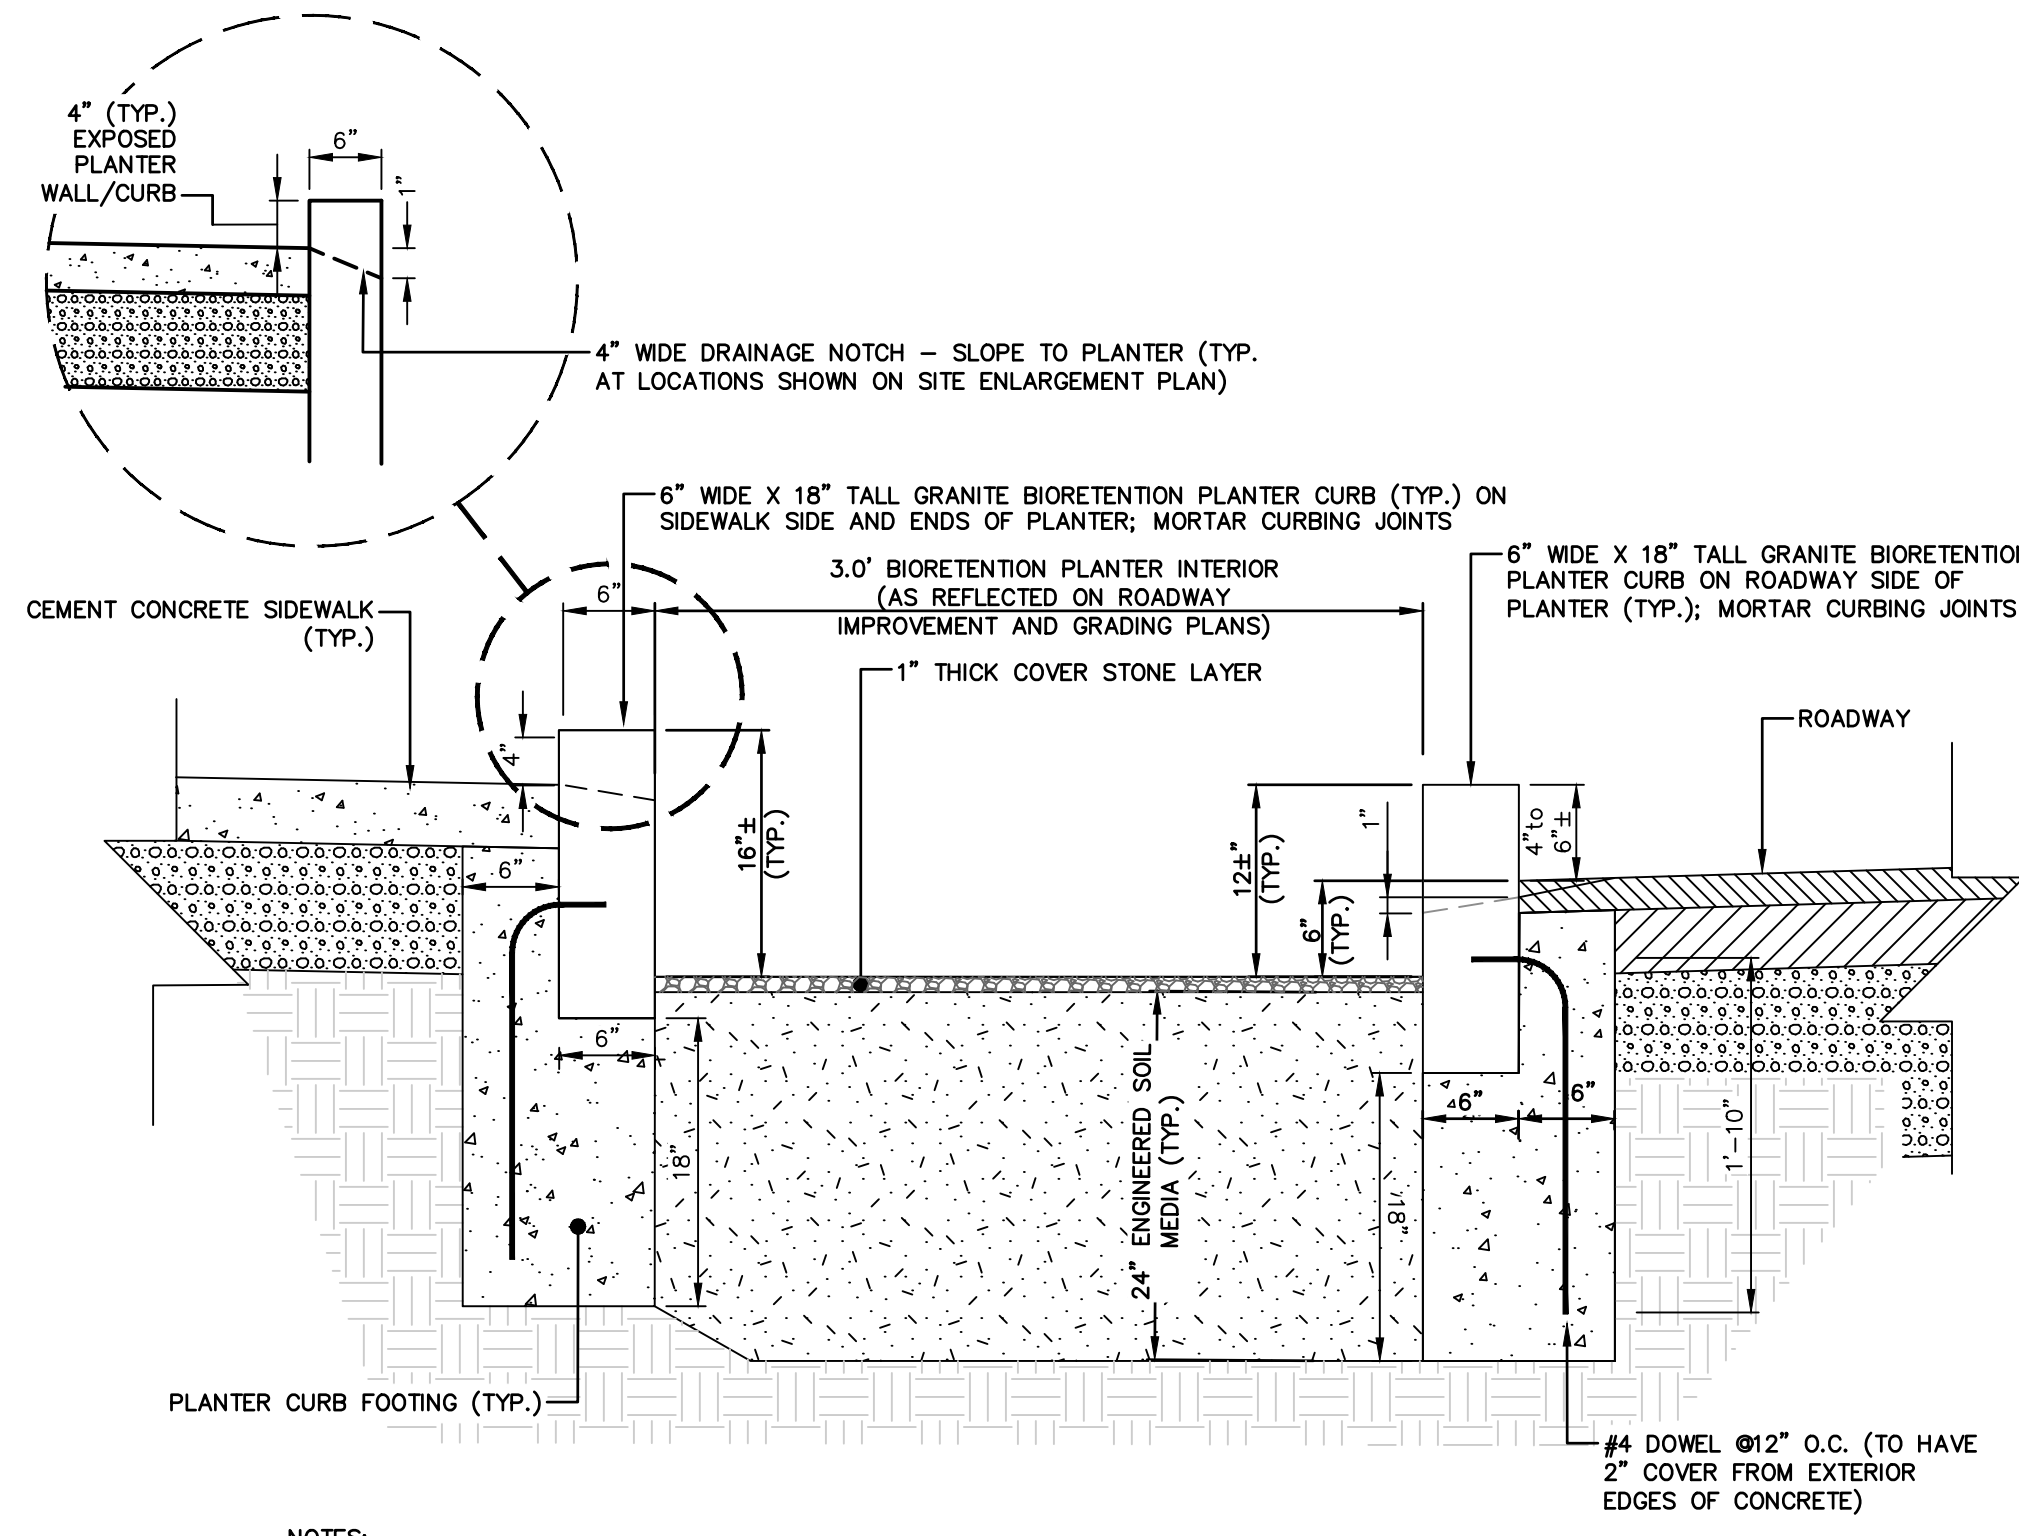 4” (TYP.)
EXPOSED
PLANTER
WALL/CURB
6”
1”
4” WIDE DRAINAGE NOTCH – SLOPE TO PLANTER (TYP.
AT LOCATIONS SHOWN ON SITE ENLARGEMENT PLAN)
6” WIDE X 18” TALL GRANITE BIORETENTION PLANTER CURB (TYP.) ON
SIDEWALK SIDE AND ENDS OF PLANTER; MORTAR CURBING JOINTS
3.0’ BIORETENTION PLANTER INTERIOR
(AS REFLECTED ON ROADWAY
IMPROVEMENT AND GRADING PLANS)
6” WIDE X 18” TALL GRANITE BIORETENTION
PLANTER CURB ON ROADWAY SIDE OF
PLANTER (TYP.); MORTAR CURBING JOINTS
CEMENT CONCRETE SIDEWALK
(TYP.)
6”
1” THICK COVER STONE LAYER
ROADWAY
4”
16”±
(TYP.)
12±”
(TYP.)
1”
4”to
6”±
6”
6”
(TYP.)
6”
18”
24” ENGINEERED SOIL
MEDIA (TYP.)
18”
6”
6”
1’–10”
PLANTER CURB FOOTING (TYP.)
#4 DOWEL @12” O.C. (TO HAVE
2” COVER FROM EXTERIOR
EDGES OF CONCRETE)
NOTES: